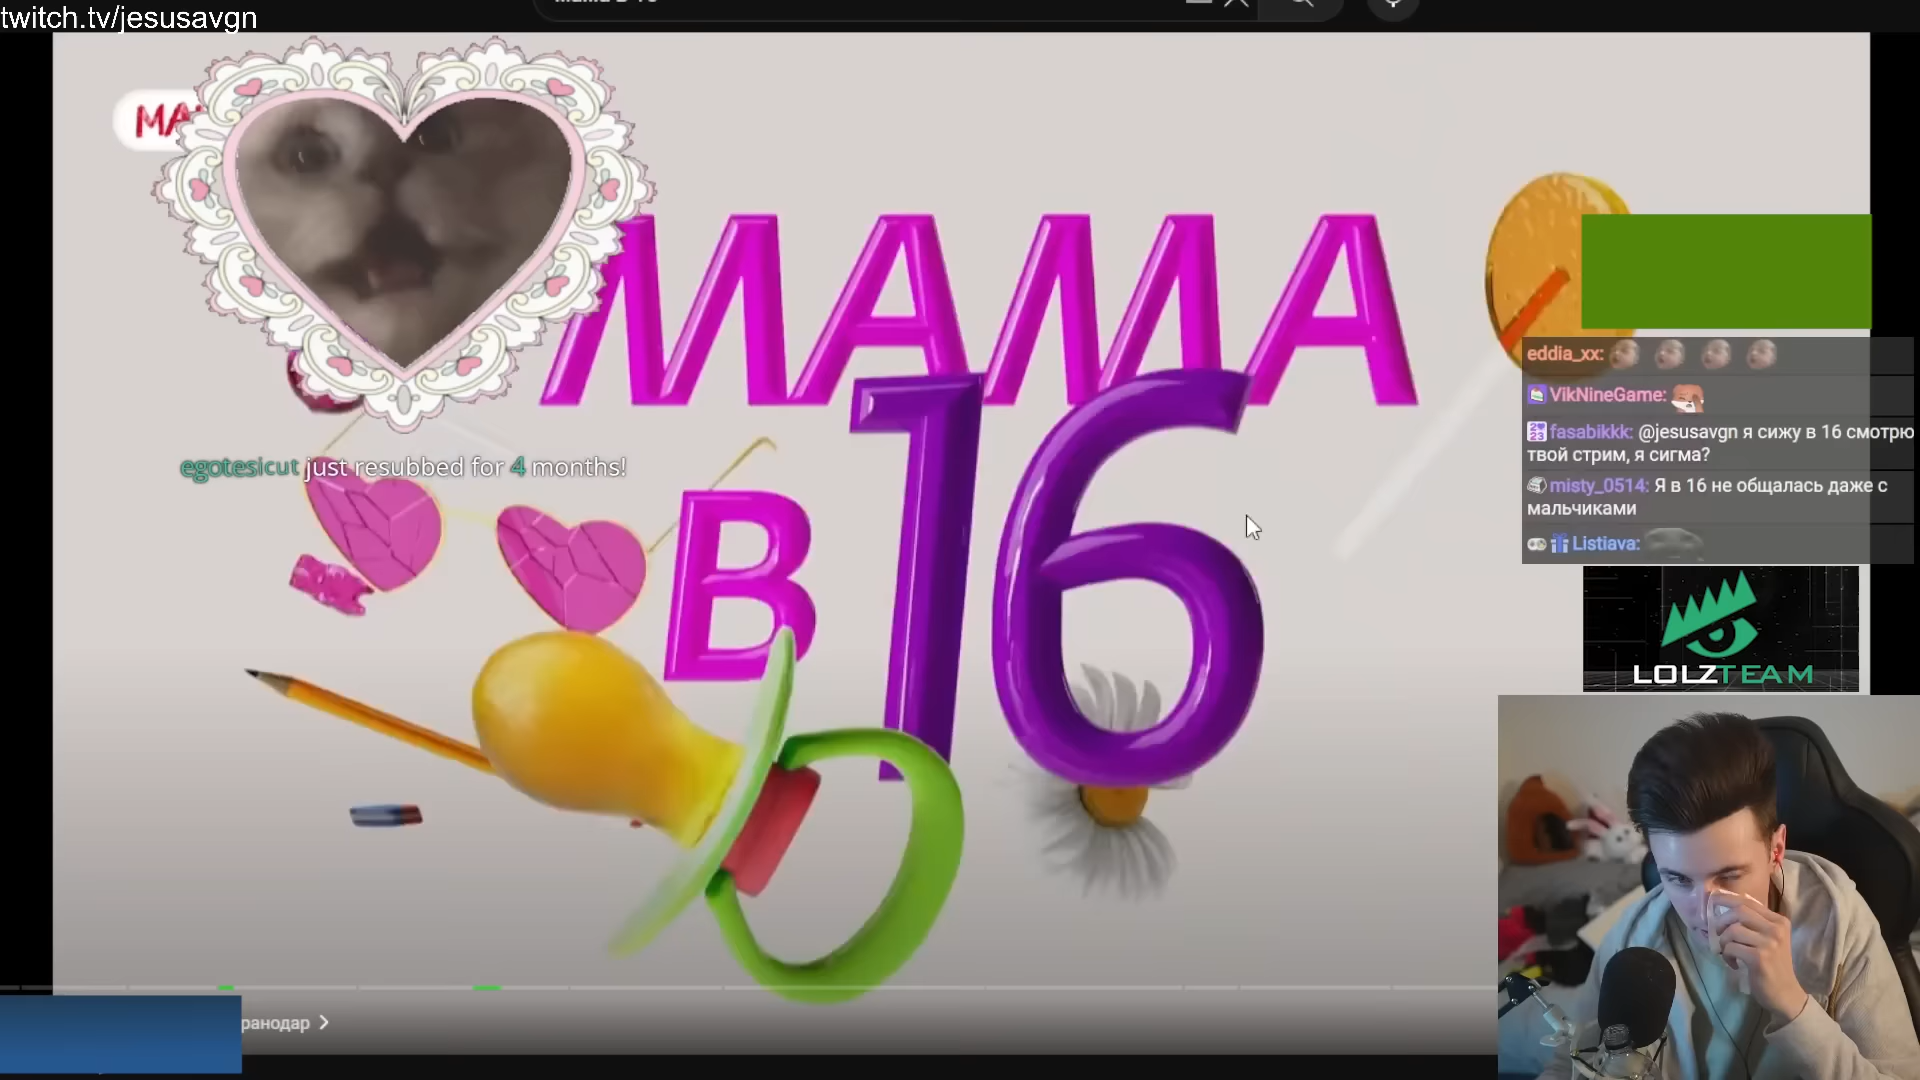 twitch.tv/jesusavgn
МАМА
В 16
egotesicut just resubbed for 4 months!
eddia_xx:
VikNineGame:
fasabikkk: @jesusavgn я сижу в 16 смотрю
твой стрим, я сигма?
misty_0514: Я в 16 не общалась даже с
мальчиками
Listiava:
LOLZTEAM
ранодар